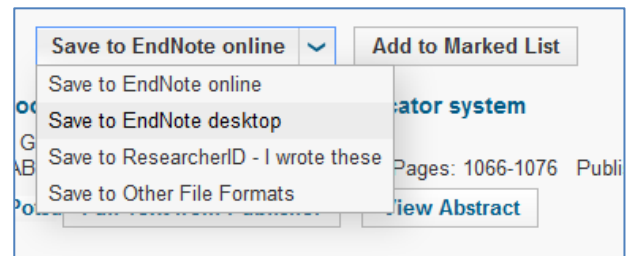 Save to EndNote online Add to Marked List
Save to EndNote online
cator system
Save to EndNote desktop
G
Save to ResearcherID - I wrote these
Pages: 1066-1076 Publi
Save to Other File Formats
View Abstract